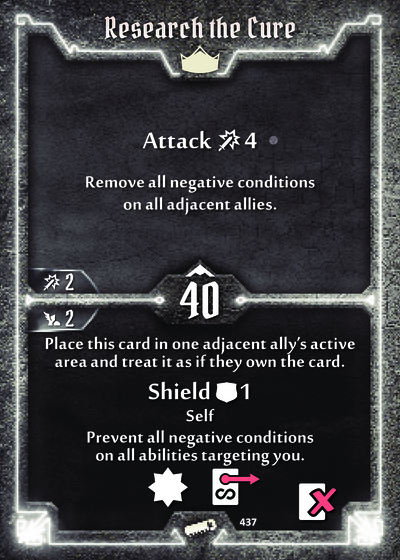 Research the Cure
Attack 4
Remove all negative conditions
on all adjacent allies.
2
40
2
Place this card in one adjacent ally's active
area and treat it as if they own the card.
Shield 1
Self
Prevent all negative conditions
on all abilities targeting you.
437